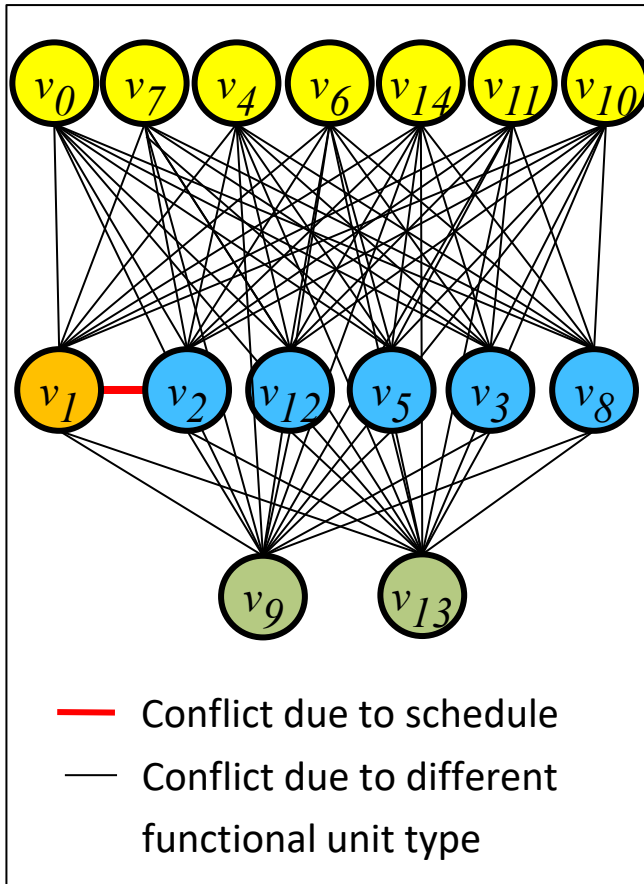 v0 v7 v4 v6 v14 v11 v10
v1 v2 v12 v5 v3 v8
v9 v13
Conflict due to schedule
Conflict due to different
functional unit type